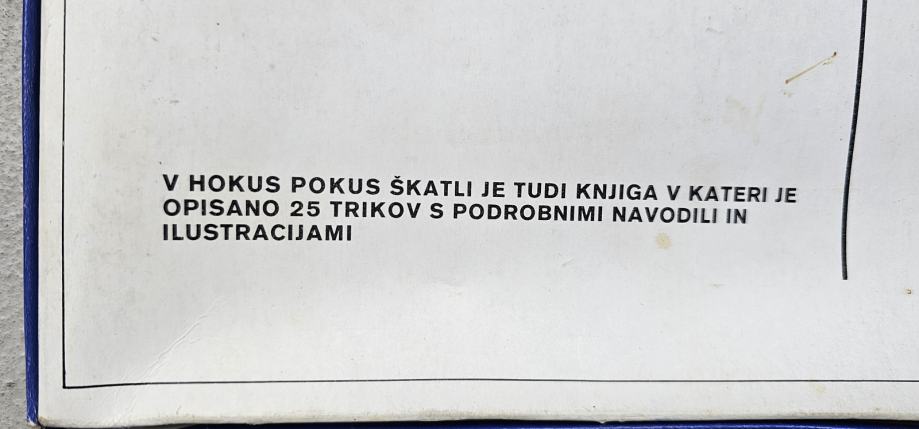 V HOKUS POKUS ŠKATLI JE TUDI KNJIGA V KATERI JE
OPISANO 25 TRIKOV S PODROBNIMI NAVODILI IN
ILUSTRACIJAMI